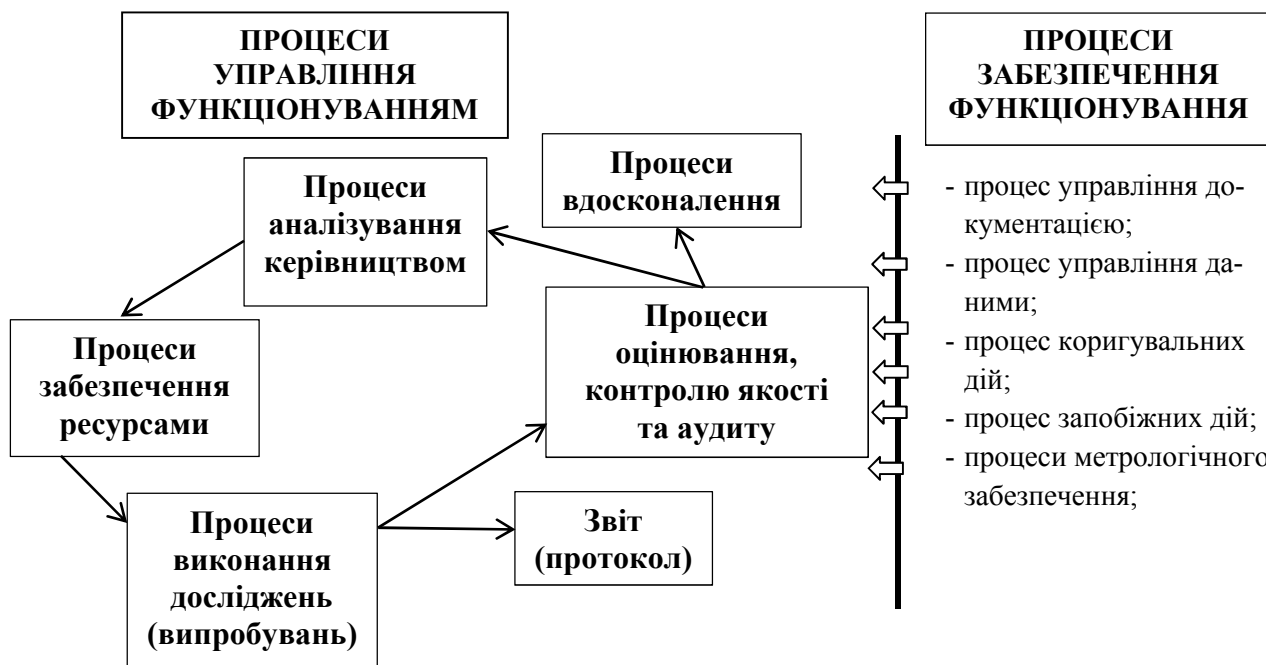 ПРОЦЕСИ
УПРАВЛІННЯ
ФУНКЦІОНУВАННЯМ
ПРОЦЕСИ
ЗАБЕЗПЕЧЕННЯ
ФУНКЦІОНУВАННЯ
Процеси
вдосконалення
Процеси
аналізування
керівництвом
Процеси
оцінювання,
контролю якості
та аудиту
Процеси
забезпечення
ресурсами
Процеси
виконання
досліджень
(випробувань)
Звіт
(протокол)
- процес управління до-
кументацією;
- процес управління да-
ними;
- процес коригувальних
дій;
- процес запобіжних дій;
- процеси метрологічного
забезпечення;